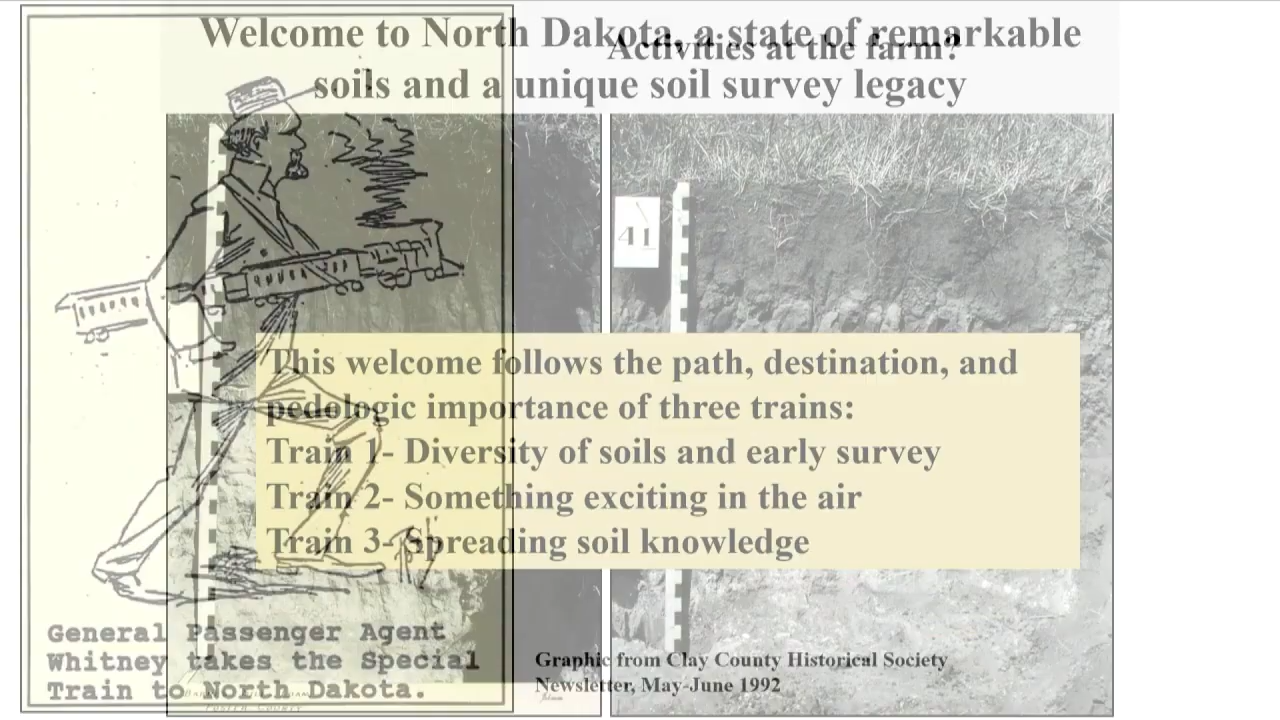 Welcome to North Dakota, a state of remarkable
soils and a unique soil survey legacy
Activities at the farm?
41
This welcome follows the path, destination, and
pedologic importance of three trains:
Train 1- Diversity of soils and early survey
Train 2- Something exciting in the air
Train 3- Spreading soil knowledge
General Passenger Agent
Whitney takes the Special
Train to North Dakota.
Graphic from Clay County Historical Society
Newsletter, May-June 1992